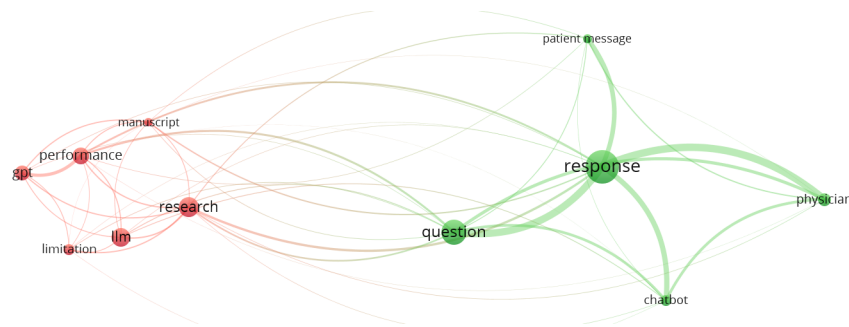 patient message
manuscript
performance
response
gpt
physician
research
question
llm
limitation
chatbot